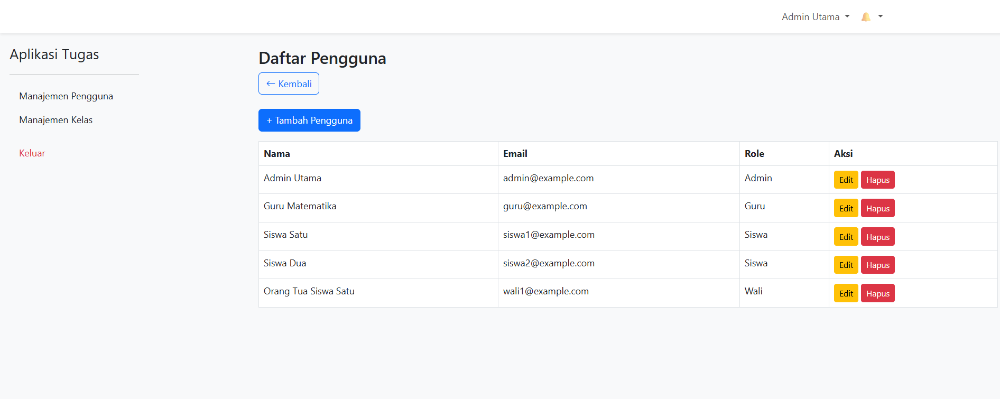 Admin Utama
Aplikasi Tugas
Manajemen Pengguna
Manajemen Kelas
Keluar
Daftar Pengguna
← Kembali
+ Tambah Pengguna
Nama Email Role Aksi
Admin Utama admin@example.com Admin Edit Hapus
Guru Matematika guru@example.com Guru Edit Hapus
Siswa Satu siswa1@example.com Siswa Edit Hapus
Siswa Dua siswa2@example.com Siswa Edit Hapus
Orang Tua Siswa Satu wali1@example.com Wali Edit Hapus